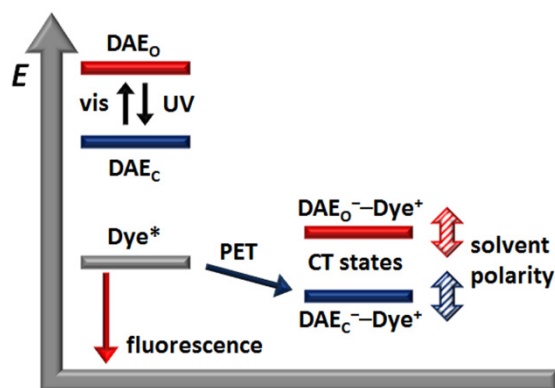 E
DAEO
vis
UV
DAEC
Dye*
PET
fluorescence
DAEO⁻–Dye⁺
CT states
DAEC⁻–Dye⁺
solvent
polarity